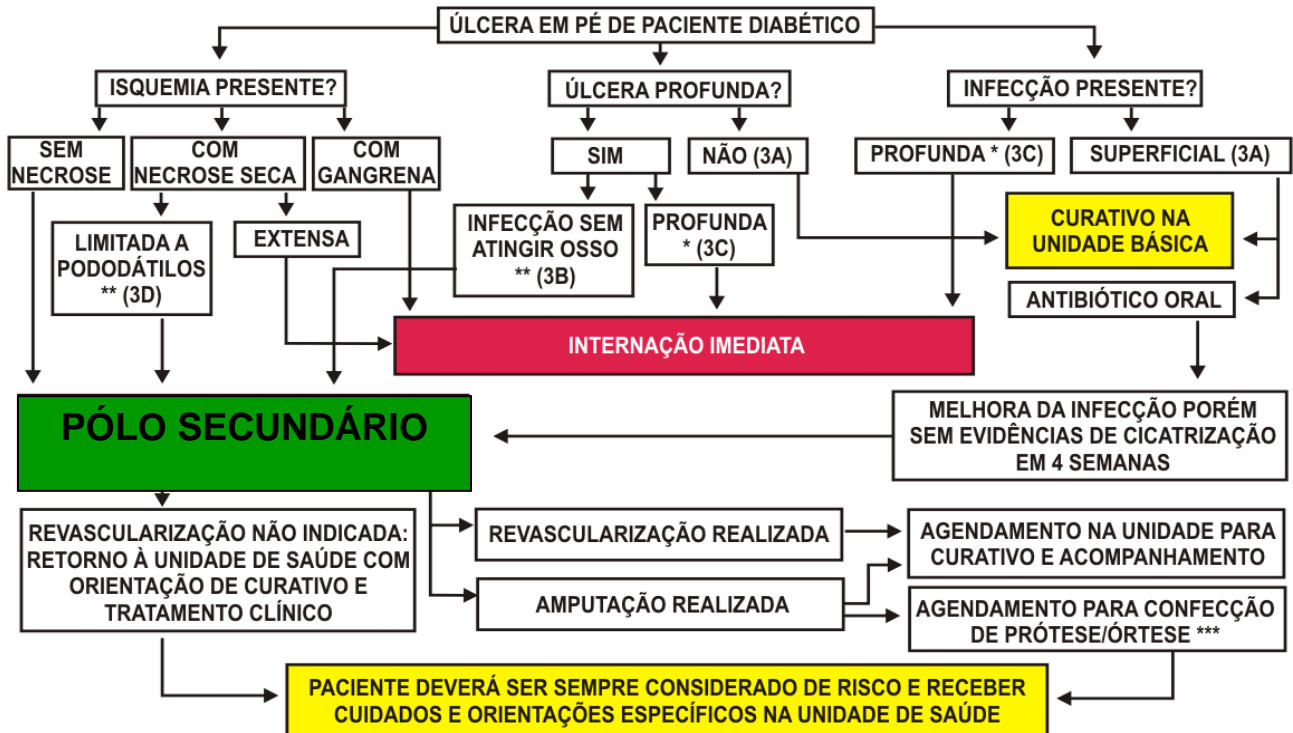 ÚLCERA EM PÉ DE PACIENTE DIABÉTICO
ISQUEMIA PRESENTE?
ÚLCERA PROFUNDA?
INFECÇÃO PRESENTE?
SEM
NECROSE
COM
NECROSE SECA
COM
GANGRENA
SIM
NÃO (3A)
PROFUNDA * (3C)
SUPERFICIAL (3A)
LIMITADA A
PODODÁTILOS
** (3D)
EXTENSA
INFECÇÃO SEM
ATINGIR OSSO
** (3B)
PROFUNDA
* (3C)
CURATIVO NA
UNIDADE BÁSICA
ANTIBIÓTICO ORAL
INTERNAÇÃO IMEDIATA
PÓLO SECUNDÁRIO
MELHORA DA INFECÇÃO PORÉM
SEM EVIDÊNCIAS DE CICATRIZAÇÃO
EM 4 SEMANAS
REVASCULARIZAÇÃO NÃO INDICADA:
RETORNO À UNIDADE DE SAÚDE COM
ORIENTAÇÃO DE CURATIVO E
TRATAMENTO CLÍNICO
REVASCULARIZAÇÃO REALIZADA
AGENDAMENTO NA UNIDADE PARA
CURATIVO E ACOMPANHAMENTO
AMPUTAÇÃO REALIZADA
AGENDAMENTO PARA CONFECÇÃO
DE PRÓTESE/ÓRTESE ***
PACIENTE DEVERÁ SER SEMPRE CONSIDERADO DE RISCO E RECEBER
CUIDADOS E ORIENTAÇÕES ESPECÍFICOS NA UNIDADE DE SAÚDE